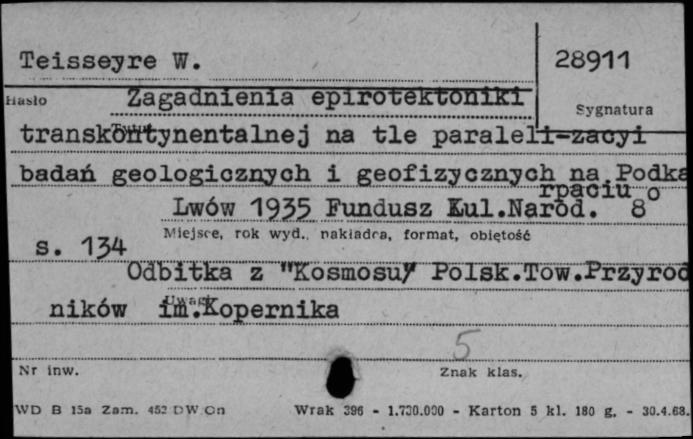 Teisseyre W.
28911
Hasło
Zagadnienia epirotektoniki
Sygnatura
transkontynentalnej na tle paraleli-zacyi
badań geologicznych i geofizycznych na Podka
rpaciu
Lwów 1935 Fundusz Kul.Narod. 8o
Miejsce, rok wyd., nakładca, format, objętość
s. 134
Odbitka z "Kosmosu" Polsk.Tow.Przyrod
Uwagi
ników im.Kopernika
5
Nr inw.
Znak klas.
WD B 15a Zam. 452 DW Cn
Wrak 396 - 1.730.000 - Karton 5 kl. 180 g. - 30.4.68.